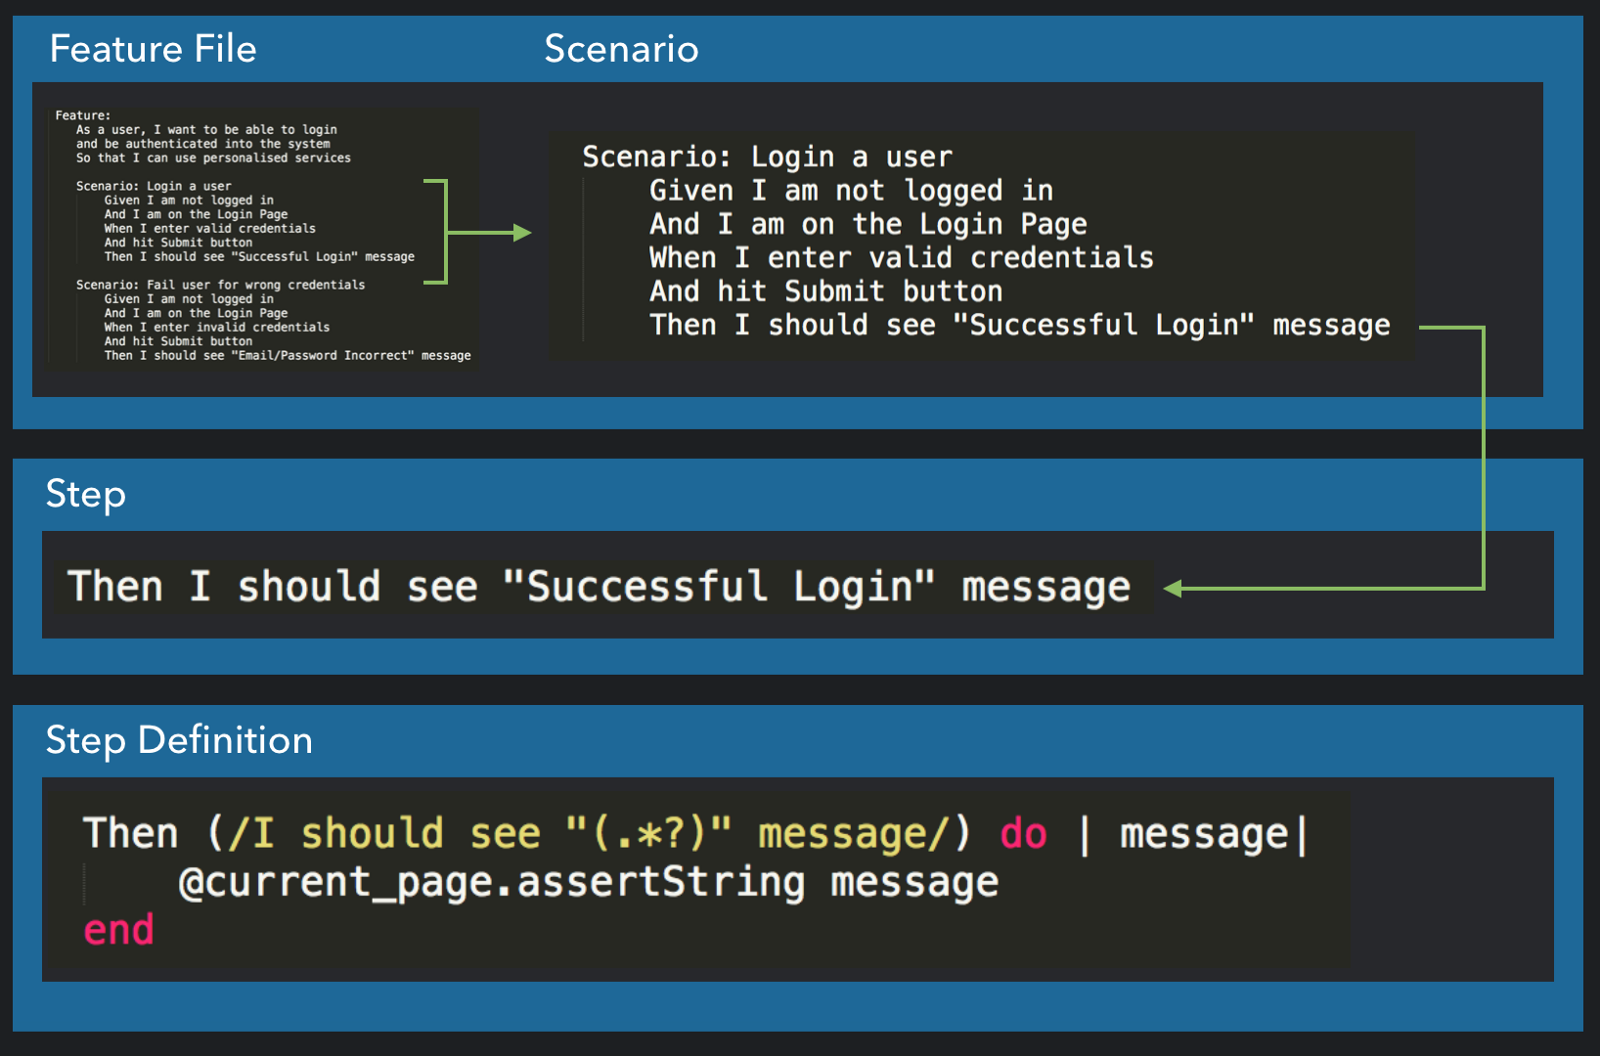 Feature File
Feature:
As a user, I want to be able to login
and be authenticated into the system
So that I can use personalised services
Scenario: Login a user
Given I am not logged in
And I am on the Login Page
When I enter valid credentials
And hit Submit button
Then I should see "Successful Login" message
Scenario: Fail user for wrong credentials
Given I am not logged in
And I am on the Login Page
When I enter invalid credentials
And hit Submit button
Then I should see "Email/Password Incorrect" message
Scenario
Scenario: Login a user
Given I am not logged in
And I am on the Login Page
When I enter valid credentials
And hit Submit button
Then I should see "Successful Login" message
Step
Then I should see "Successful Login" message
Step Definition
Then (/I should see "(.*?)" message/) do | message|
@current_page.assertString message
end